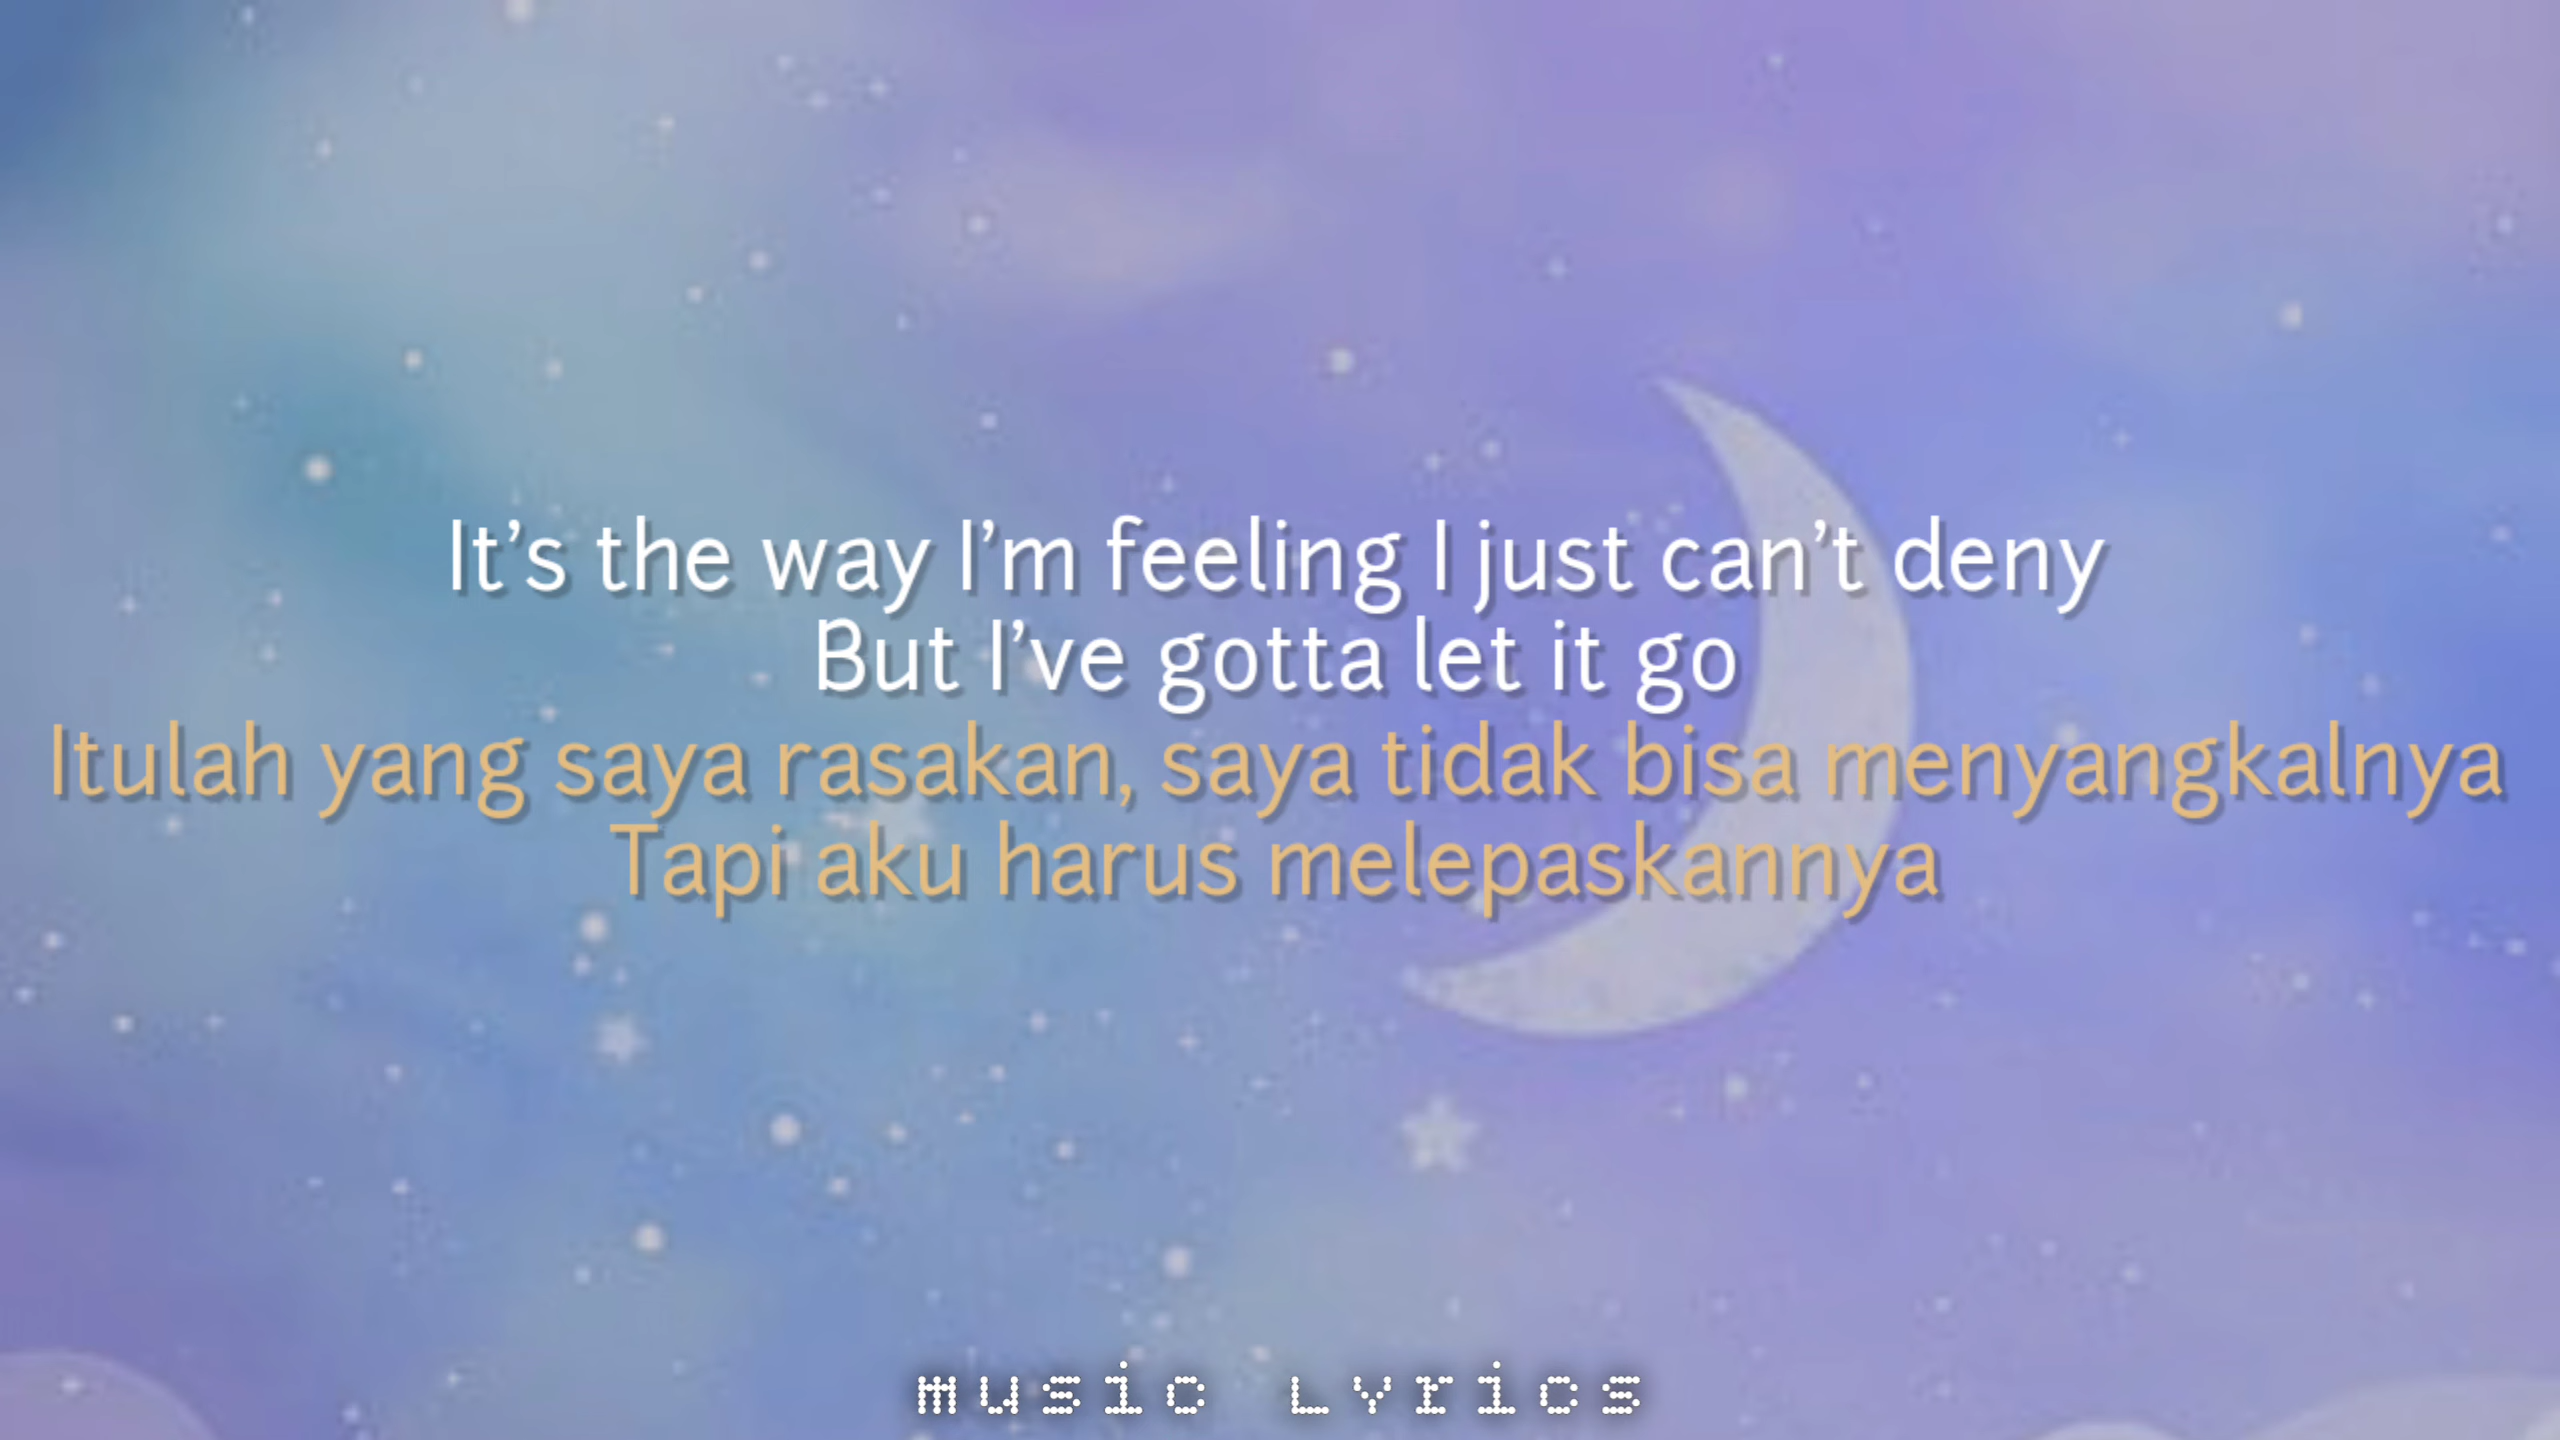 It’s the way I’m feeling I just can’t deny
But I’ve gotta let it go
Itulah yang saya rasakan, saya tidak bisa menyangkalnya
Tapi aku harus melepaskannya
music Lyrics